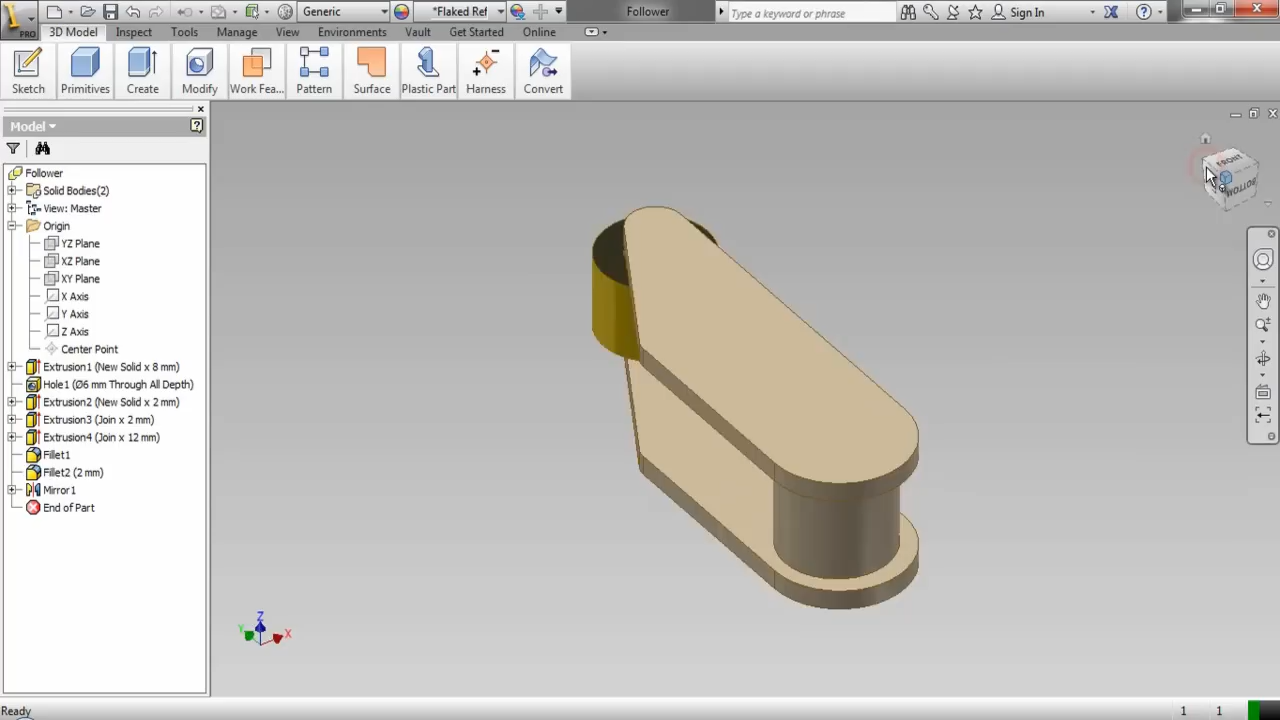 PRO
Generic
*Flaked Ref
Follower
Type a keyword or phrase
Sign In
3D Model Inspect Tools Manage View Environments Vault Get Started Online
Sketch Primitives Create Modify Work Fea... Pattern Surface Plastic Part Harness Convert
Model
Follower
Solid Bodies(2)
View: Master
Origin
YZ Plane
XZ Plane
XY Plane
X Axis
Y Axis
Z Axis
Center Point
Extrusion1 (New Solid x 8 mm)
Hole1 (Ø6 mm Through All Depth)
Extrusion2 (New Solid x 2 mm)
Extrusion3 (Join x 2 mm)
Extrusion4 (Join x 12 mm)
Fillet1
Fillet2 (2 mm)
Mirror1
End of Part
FRONT
BOTTOM
Z
Y
X
Ready
1 1